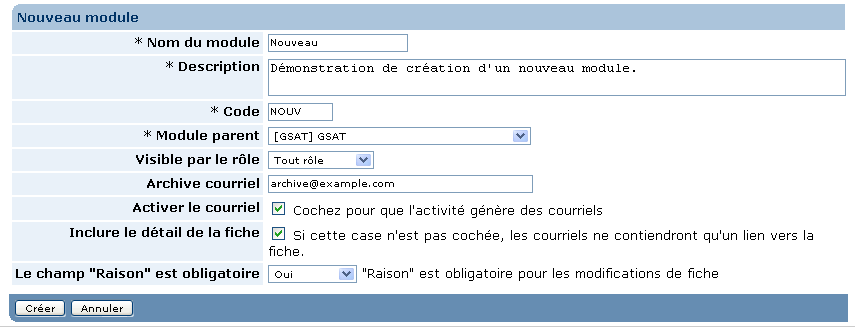 Nouveau module
* Nom du module Nouveau
* Description Démonstration de création d'un nouveau module.
* Code NOUV
* Module parent [GSAT] GSAT
Visible par le rôle Tout rôle
Archive courriel archive@example.com
Activer le courriel Cochez pour que l'activité génère des courriels
Inclure le détail de la fiche Si cette case n'est pas cochée, les courriels ne contiendront qu'un lien vers la
fiche.
Le champ "Raison" est obligatoire Oui "Raison" est obligatoire pour les modifications de fiche
Créer Annuler